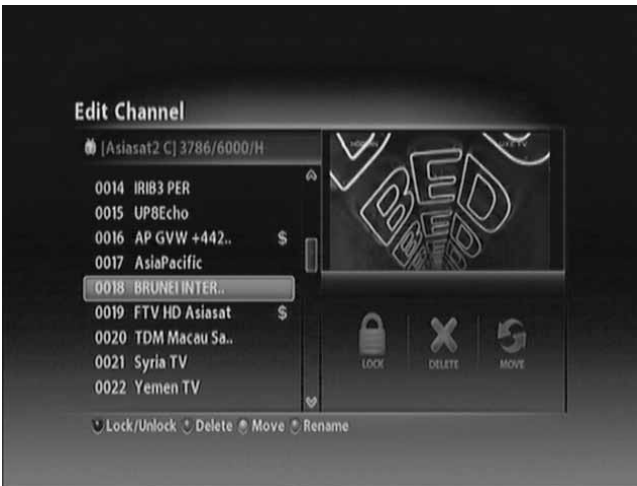 Edit Channel
[Asiasat2 C] 3786/6000/H
0014 IRIB3 PER
0015 UP8Echo
0016 AP GVW +442.. $
0017 AsiaPacific
0018 BRUNEI INTER..
0019 FTV HD Asiasat $
0020 TDM Macau Sa..
0021 Syria TV
0022 Yemen TV
BED
BED
LOCK DELETE MOVE
Lock/Unlock Delete Move Rename